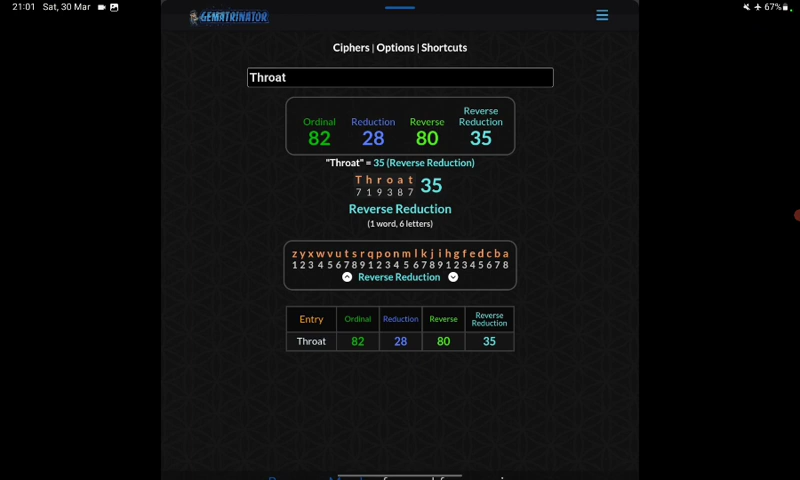 21:01 Sat, 30 Mar
67%
GEMATRINATOR
Ciphers | Options | Shortcuts
Throat
Ordinal Reduction Reverse Reverse Reduction
82 28 80 35
"Throat" = 35 (Reverse Reduction)
T h r o a t 35
7 1 9 3 8 7
Reverse Reduction
(1 word, 6 letters)
z y x w v u t s r q p o n m l k j i h g f e d c b a
1 2 3 4 5 6 7 8 9 1 2 3 4 5 6 7 8 9 1 2 3 4 5 6 7 8
Reverse Reduction
Entry Ordinal Reduction Reverse Reverse Reduction
Throat 82 28 80 35